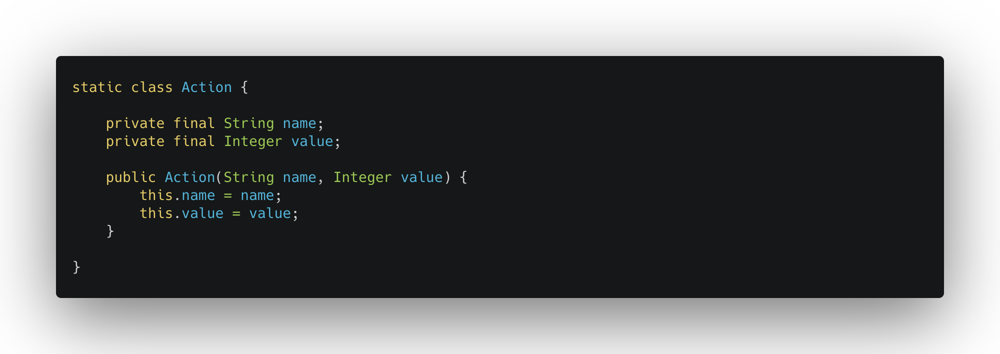 static class Action {
private final String name;
private final Integer value;
public Action(String name, Integer value) {
this.name = name;
this.value = value;
}
}